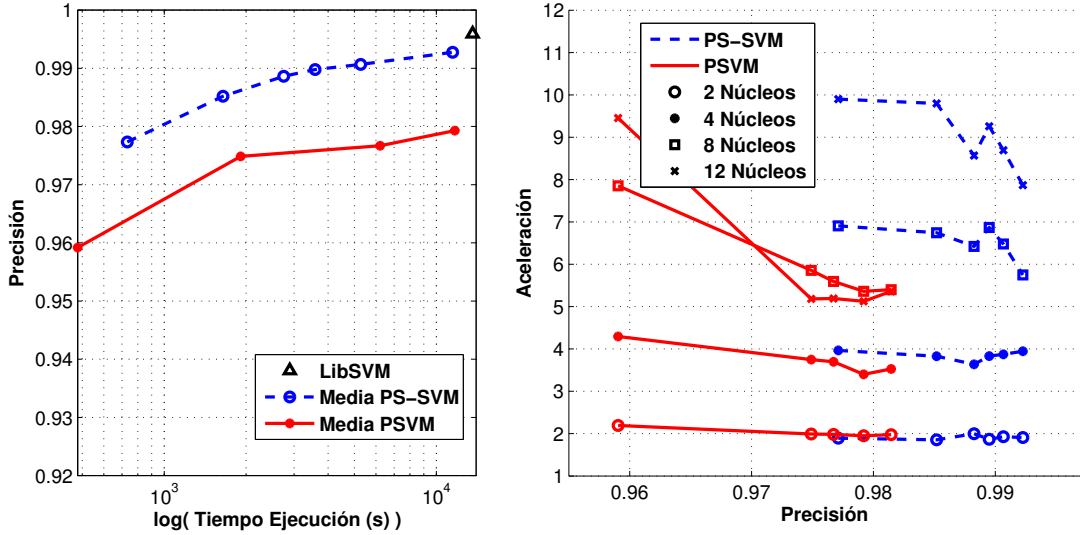 1
0.99
0.98
0.97
0.96
0.95
0.94
0.93
0.92
Precisión
10^3
10^4
log( Tiempo Ejecución (s) )
LibSVM
Media PS−SVM
Media PSVM
12
11
10
9
8
7
6
5
4
3
2
1
Aceleración
0.96
0.97
0.98
0.99
Precisión
PS−SVM
PSVM
2 Núcleos
4 Núcleos
8 Núcleos
12 Núcleos